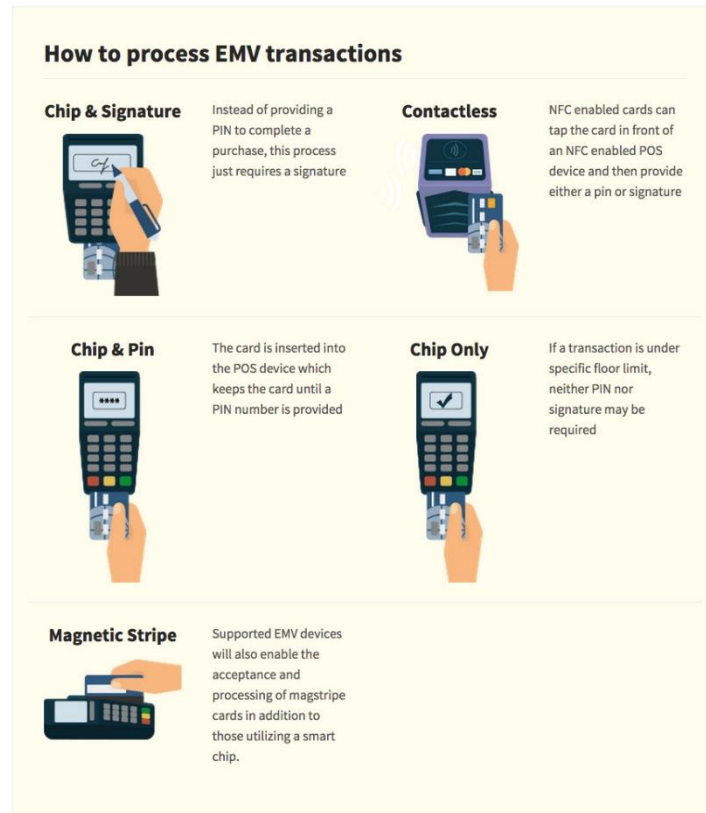 How to process EMV transactions
Chip & Signature
Instead of providing a
PIN to complete a
purchase, this process
just requires a signature
Contactless
NFC enabled cards can
tap the card in front of
an NFC enabled POS
device and then provide
either a pin or signature
Chip & Pin
****
The card is inserted into
the POS device which
keeps the card until a
PIN number is provided
Chip Only
If a transaction is under
specific floor limit,
neither PIN nor
signature may be
required
Magnetic Stripe
Supported EMV devices
will also enable the
acceptance and
processing of magstripe
cards in addition to
those utilizing a smart
chip.